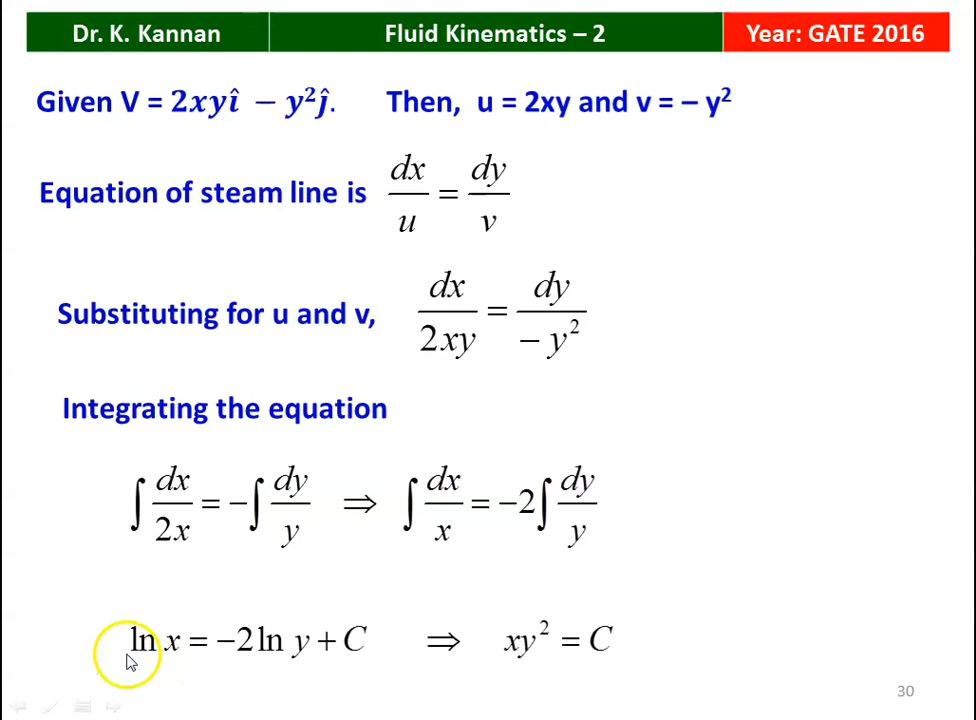 Dr. K. Kannan Fluid Kinematics – 2 Year: GATE 2016
Given V = 2xyî − y²ĵ. Then, u = 2xy and v = – y²
Equation of steam line is dx/u = dy/v
Substituting for u and v, dx/2xy = dy/−y²
Integrating the equation
∫ dx/2x = −∫ dy/y ⇒ ∫ dx/x = −2∫ dy/y
ln x = −2 ln y + C ⇒ xy² = C
30